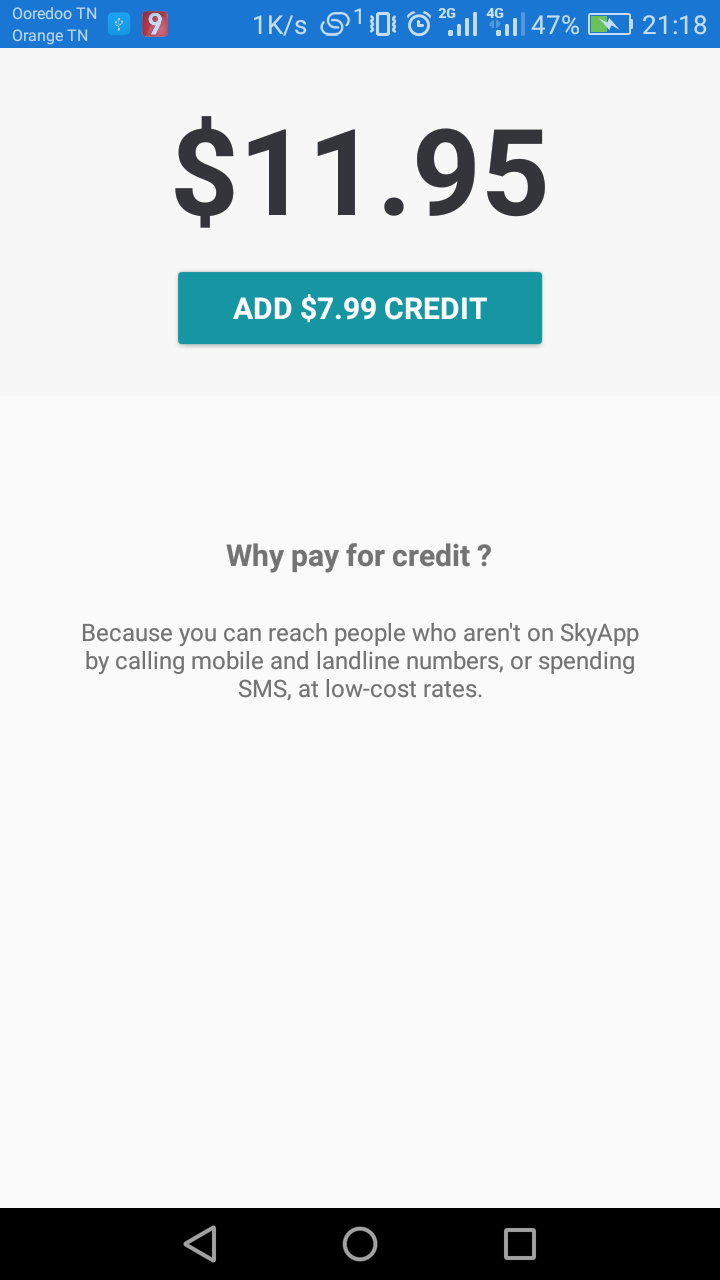 Ooredoo TN
Orange TN
9
1K/s 1 2G 4G 47% 21:18
$11.95
ADD $7.99 CREDIT
Why pay for credit ?
Because you can reach people who aren't on SkyApp
by calling mobile and landline numbers, or spending
SMS, at low-cost rates.